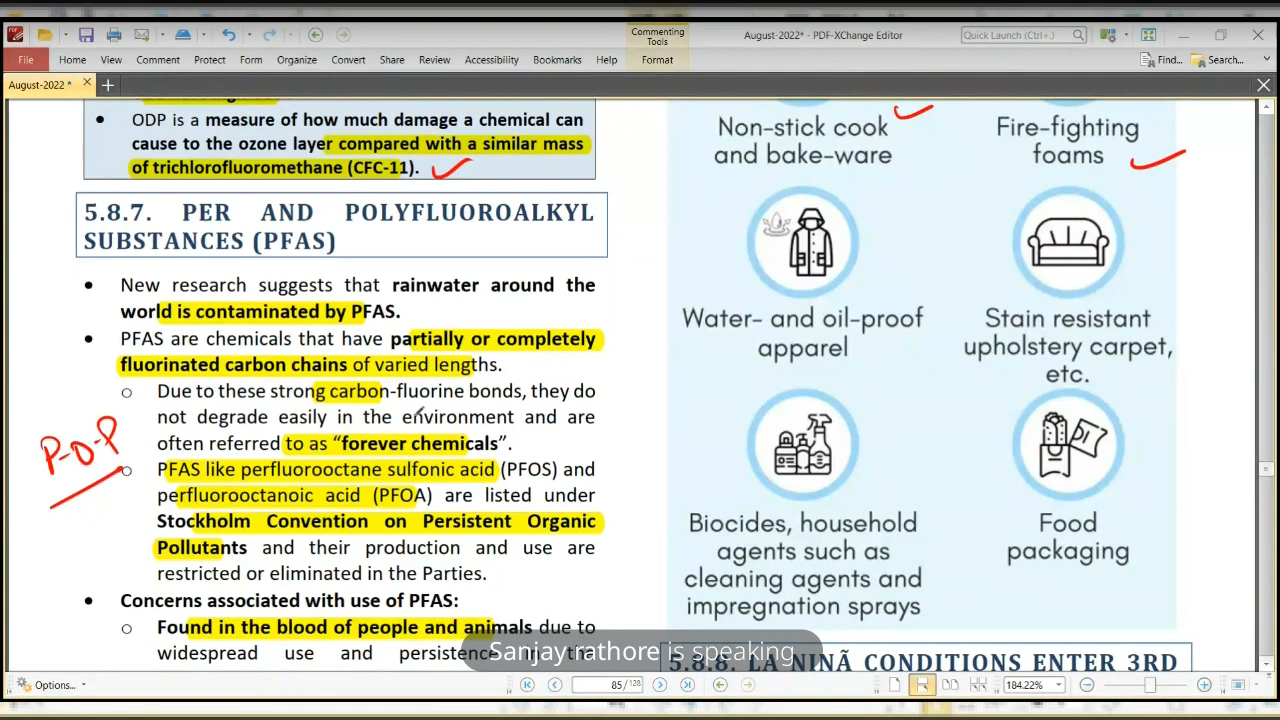 Commenting
Tools
August-2022* - PDF-XChange Editor
Quick Launch (Ctrl+.)
File
Home
View
Comment
Protect
Form
Organize
Convert
Share
Review
Accessibility
Bookmarks
Help
Format
Find...
Search...
August-2022 *
ODP is a measure of how much damage a chemical can
cause to the ozone layer compared with a similar mass
of trichlorofluoromethane (CFC-11).
5.8.7. PER AND POLYFLUOROALKYL
SUBSTANCES (PFAS)
New research suggests that rainwater around the
world is contaminated by PFAS.
PFAS are chemicals that have partially or completely
fluorinated carbon chains of varied lengths.
Due to these strong carbon-fluorine bonds, they do
not degrade easily in the environment and are
often referred to as “forever chemicals”.
P-O-P
PFAS like perfluorooctane sulfonic acid (PFOS) and
perfluorooctanoic acid (PFOA) are listed under
Stockholm Convention on Persistent Organic
Pollutants and their production and use are
restricted or eliminated in the Parties.
Concerns associated with use of PFAS:
Found in the blood of people and animals due to
widespread use and persistence in the
Non-stick cook
and bake-ware
Fire-fighting
foams
Water- and oil-proof
apparel
Stain resistant
upholstery carpet,
etc.
Biocides, household
agents such as
cleaning agents and
impregnation sprays
Food
packaging
5.8.8. LA NINÃ CONDITIONS ENTER 3RD
Sanjay rathore is speaking
Options...
85 / 128
184.22%